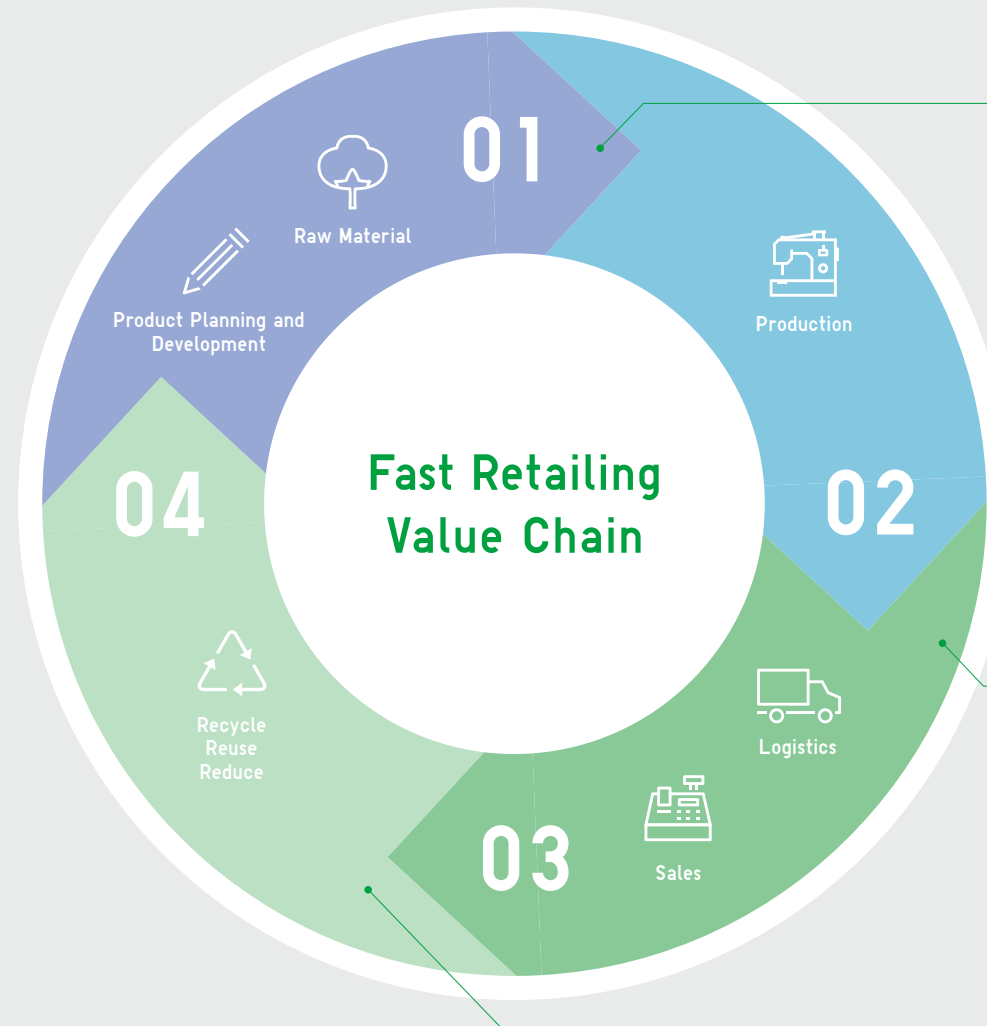 01
Raw Material
Product Planning and
Development
Production
Fast Retailing
Value Chain
02
04
Logistics
Recycle
Reuse
Reduce
03
Sales